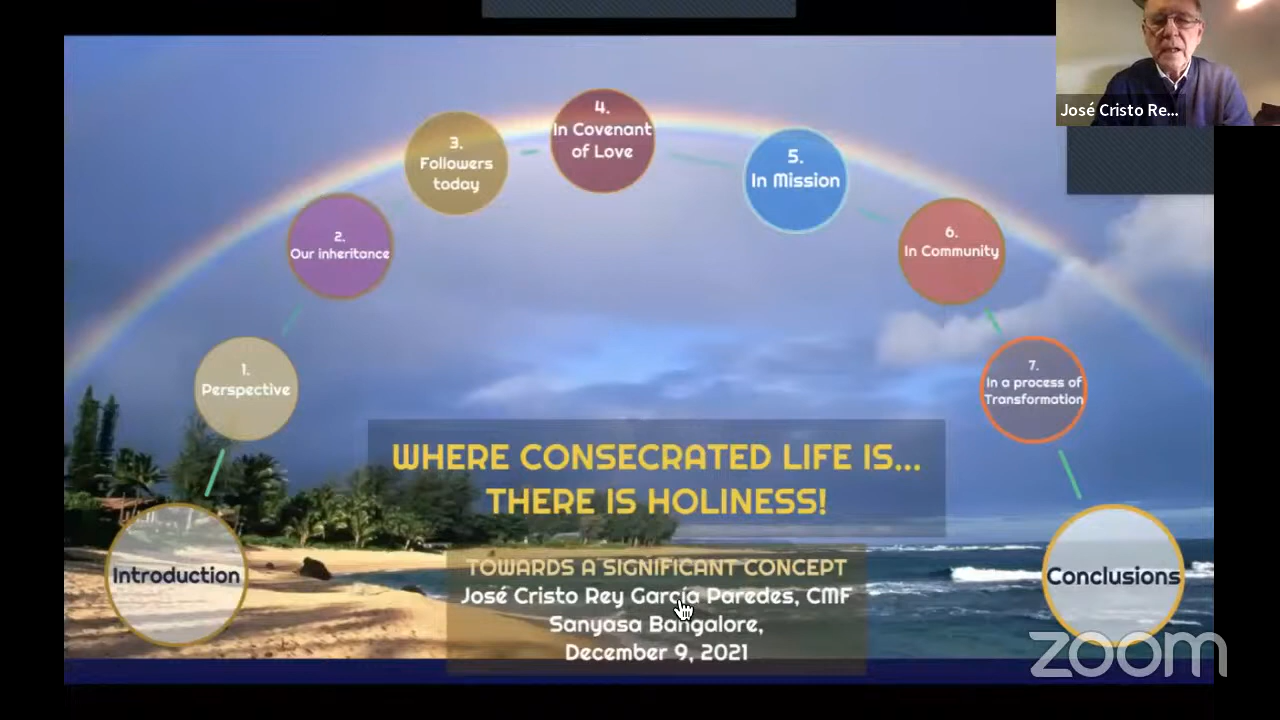 José Cristo Re...
4.
In Covenant
of Love
3.
Followers
today
5.
In Mission
2.
Our inheritance
6.
In Community
1.
Perspective
7.
In a process of
Transformation
WHERE CONSECRATED LIFE IS...
THERE IS HOLINESS!
Introduction
Conclusions
TOWARDS A SIGNIFICANT CONCEPT
José Cristo Rey García Paredes, CMF
Sanyasa Bangalore,
December 9, 2021
zoom